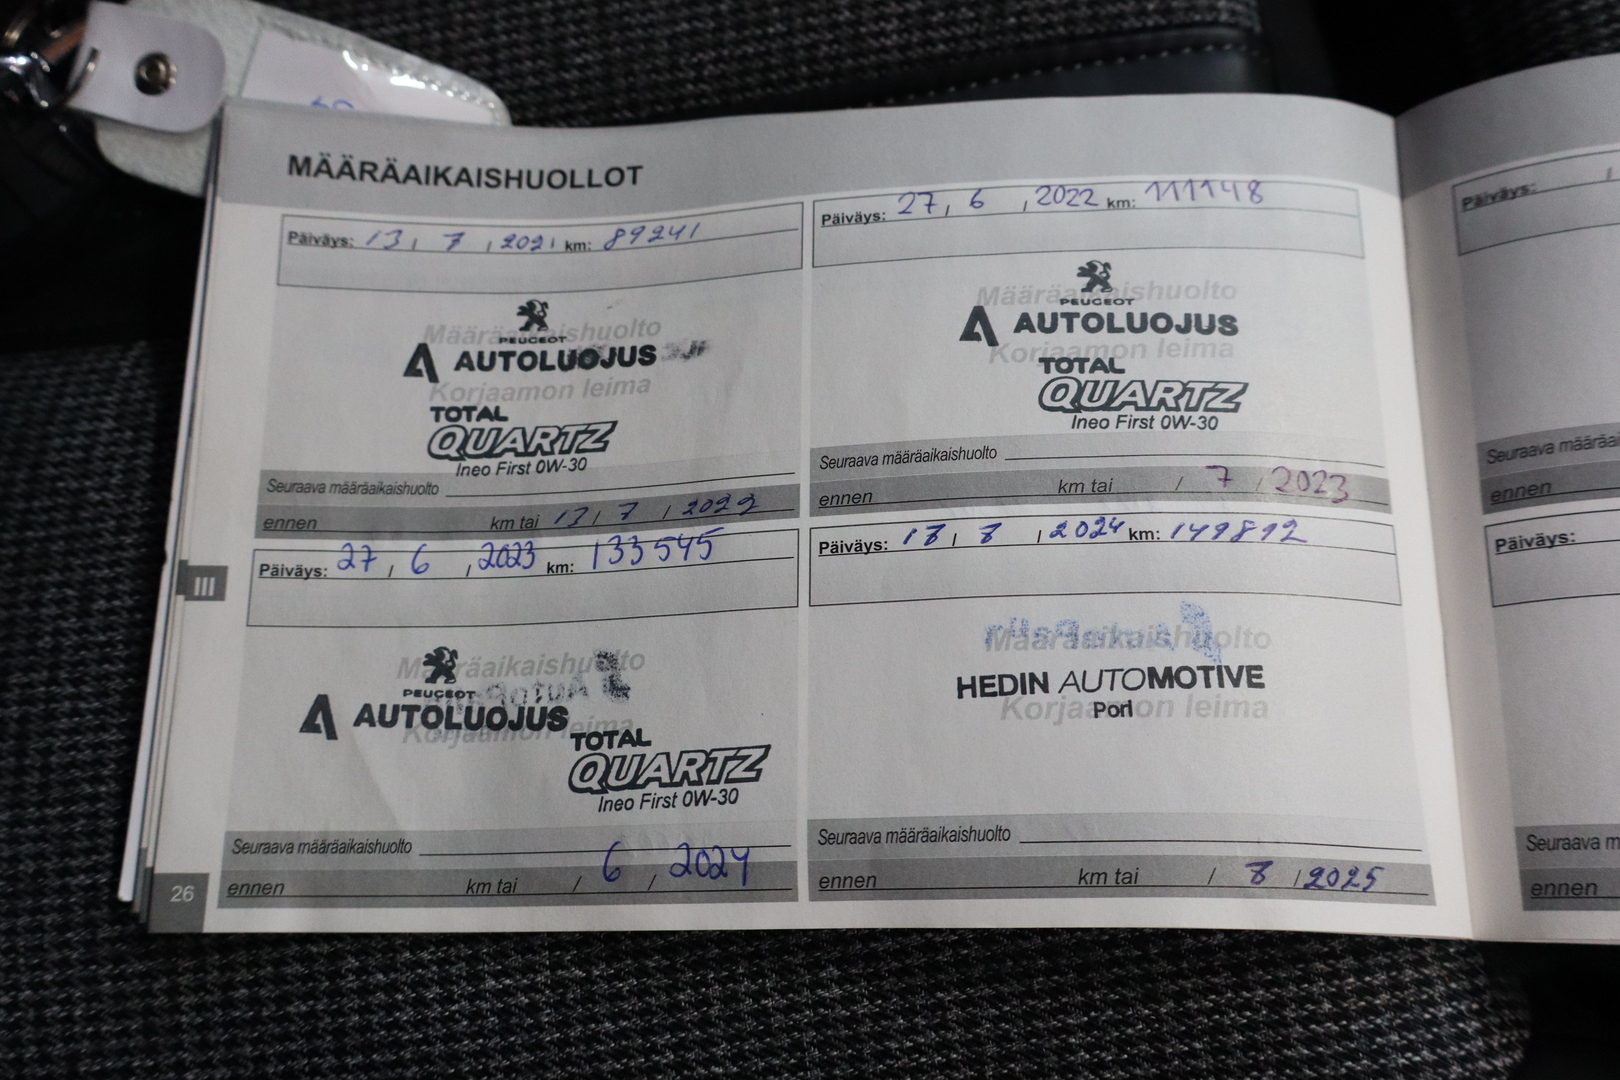 MÄÄRÄAIKAISHUOLLOT
Päiväys: 13 / 7 / 2021 km: 89241
Määräaikaishuolto
PEUGEOT
AUTOLUOJUS
Korjaamon leima
TOTAL
QUARTZ
Ineo First 0W-30
Seuraava määräaikaishuolto
ennen km tai 13 / 7 / 2022
Päiväys: 27 / 6 / 2022 km: 111148
Määräaikaishuolto
PEUGEOT
AUTOLUOJUS
Korjaamon leima
TOTAL
QUARTZ
Ineo First 0W-30
Seuraava määräaikaishuolto
ennen km tai / 7 / 2023
Päiväys: 27 / 6 / 2023 km: 133545
Määräaikaishuolto
PEUGEOT
AUTOLUOJUS
Korjaamon leima
TOTAL
QUARTZ
Ineo First 0W-30
Seuraava määräaikaishuolto
ennen km tai / 6 / 2024
Päiväys: / 8 / 2024 km: 149812
Määräaikaishuolto
HEDIN AUTOMOTIVE
Korjaamon leima
Pori
Seuraava määräaikaishuolto
ennen km tai / 8 / 2025
III
26
Päiväys: /
Seuraava määräai
ennen
Päiväys:
Seuraava m
ennen